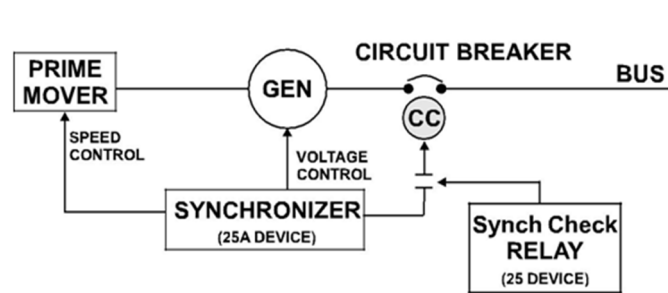 CIRCUIT BREAKER
PRIME
MOVER
GEN
BUS
CC
SPEED
CONTROL
VOLTAGE
CONTROL
SYNCHRONIZER
(25A DEVICE)
Synch Check
RELAY
(25 DEVICE)